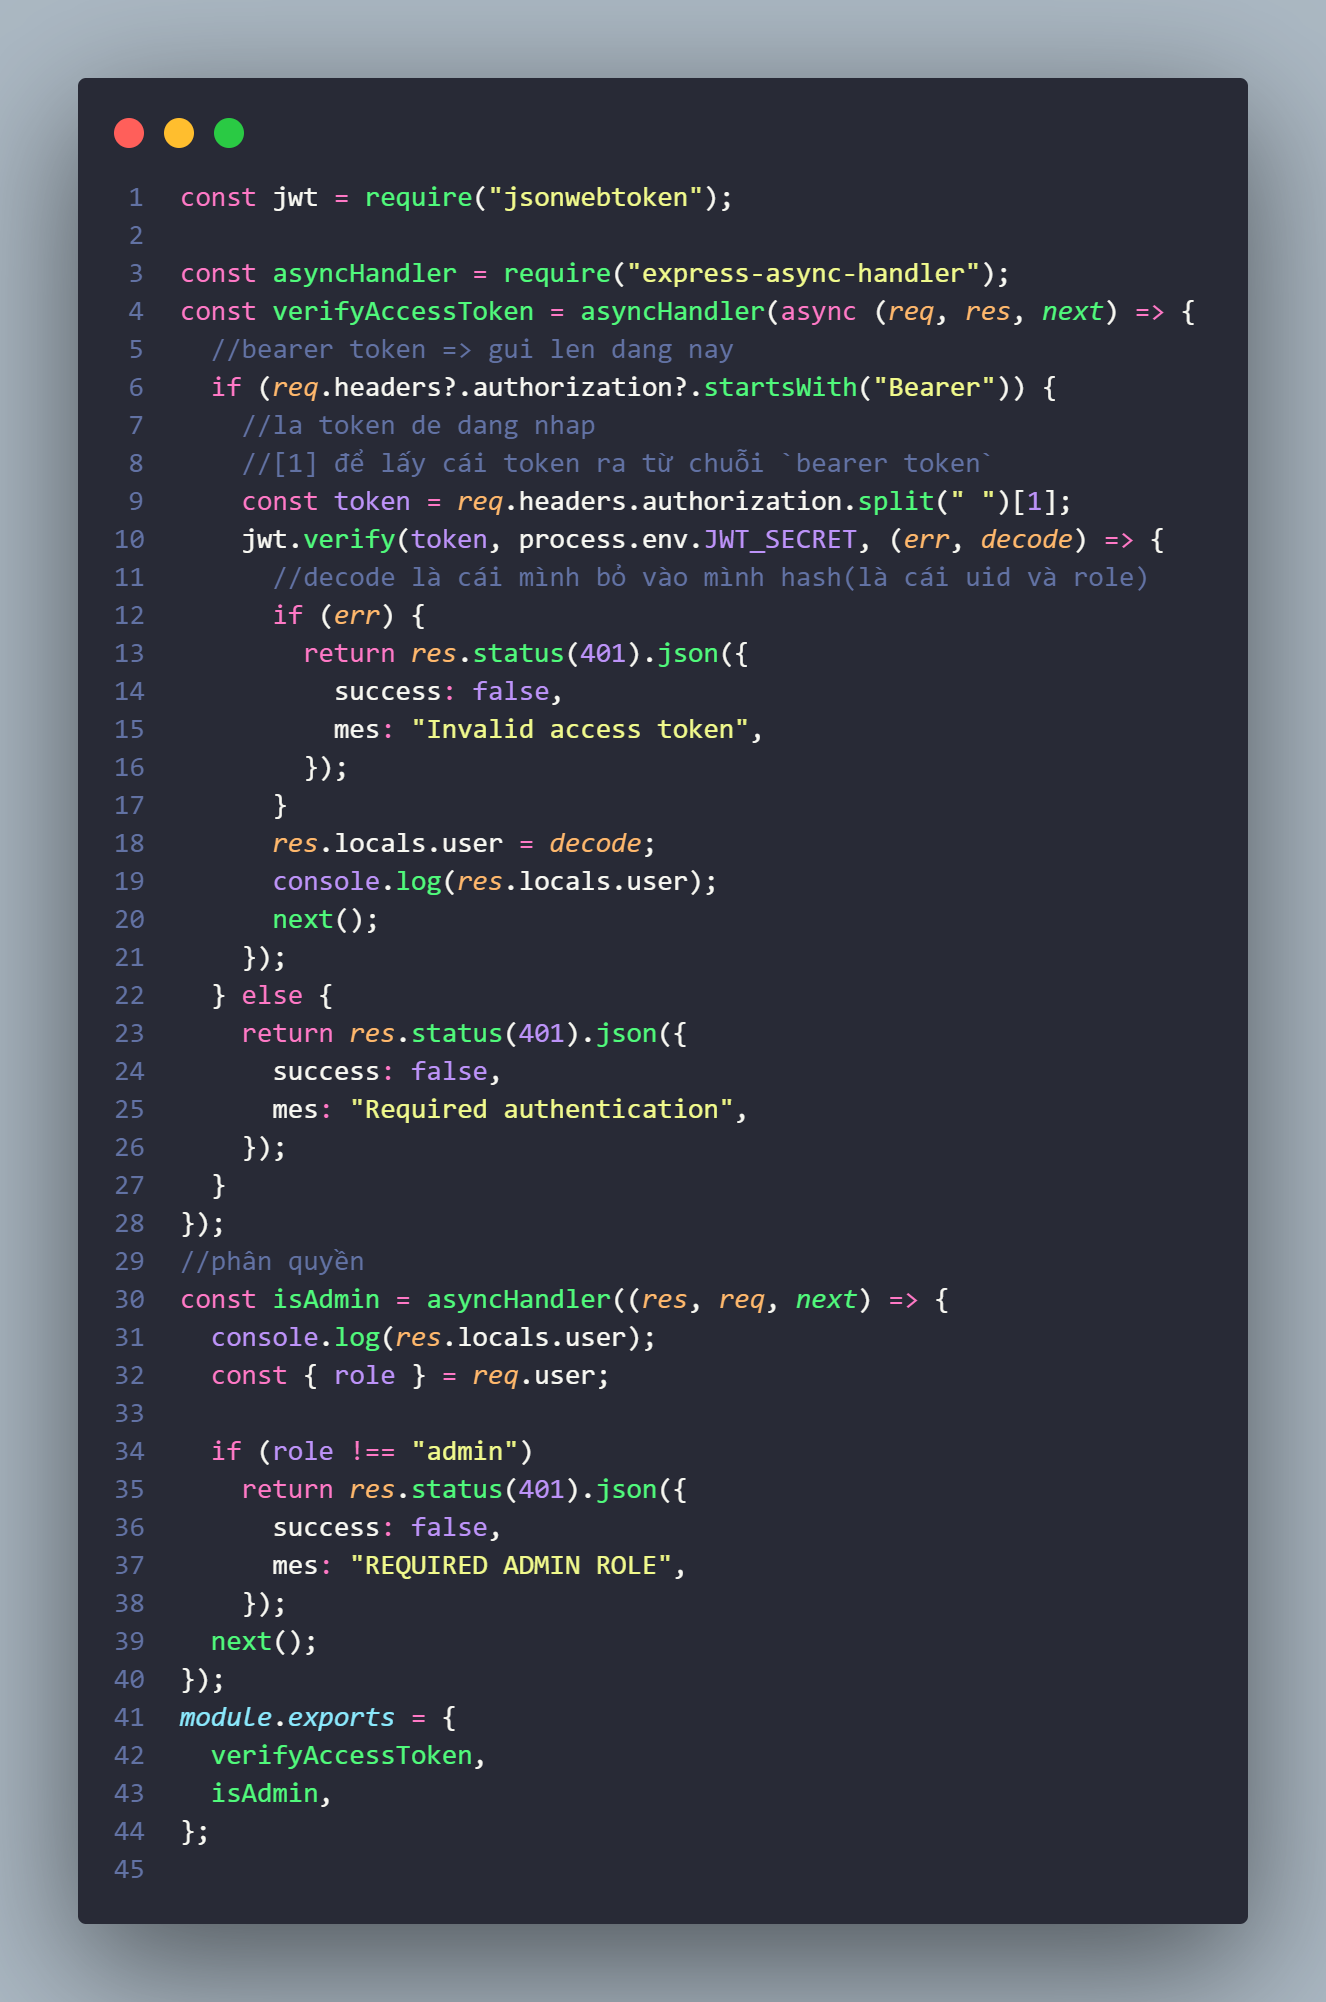 1 const jwt = require("jsonwebtoken");
2
3 const asyncHandler = require("express-async-handler");
4 const verifyAccessToken = asyncHandler(async (req, res, next) => {
5   //bearer token => gui len dang nay
6   if (req.headers?.authorization?.startsWith("Bearer")) {
7     //la token de dang nhap
8     //[1] để lấy cái token ra từ chuỗi `bearer token`
9     const token = req.headers.authorization.split(" ")[1];
10     jwt.verify(token, process.env.JWT_SECRET, (err, decode) => {
11       //decode là cái mình bỏ vào mình hash(là cái uid và role)
12       if (err) {
13         return res.status(401).json({
14           success: false,
15           mes: "Invalid access token",
16         });
17       }
18       res.locals.user = decode;
19       console.log(res.locals.user);
20       next();
21     });
22   } else {
23     return res.status(401).json({
24       success: false,
25       mes: "Required authentication",
26     });
27   }
28 });
29 //phân quyền
30 const isAdmin = asyncHandler((res, req, next) => {
31   console.log(res.locals.user);
32   const { role } = req.user;
33
34   if (role !== "admin")
35     return res.status(401).json({
36       success: false,
37       mes: "REQUIRED ADMIN ROLE",
38     });
39   next();
40 });
41 module.exports = {
42   verifyAccessToken,
43   isAdmin,
44 };
45